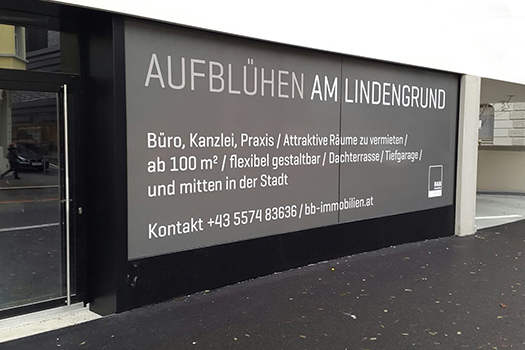 AUFBLÜHEN AM LINDENGRUND
Büro, Kanzlei, Praxis / Attraktive Räume zu vermieten /
ab 100 m² / flexibel gestaltbar / Dachterrasse / Tiefgarage /
und mitten in der Stadt
Kontakt +43 5574 83636 / bb-immobilien.at